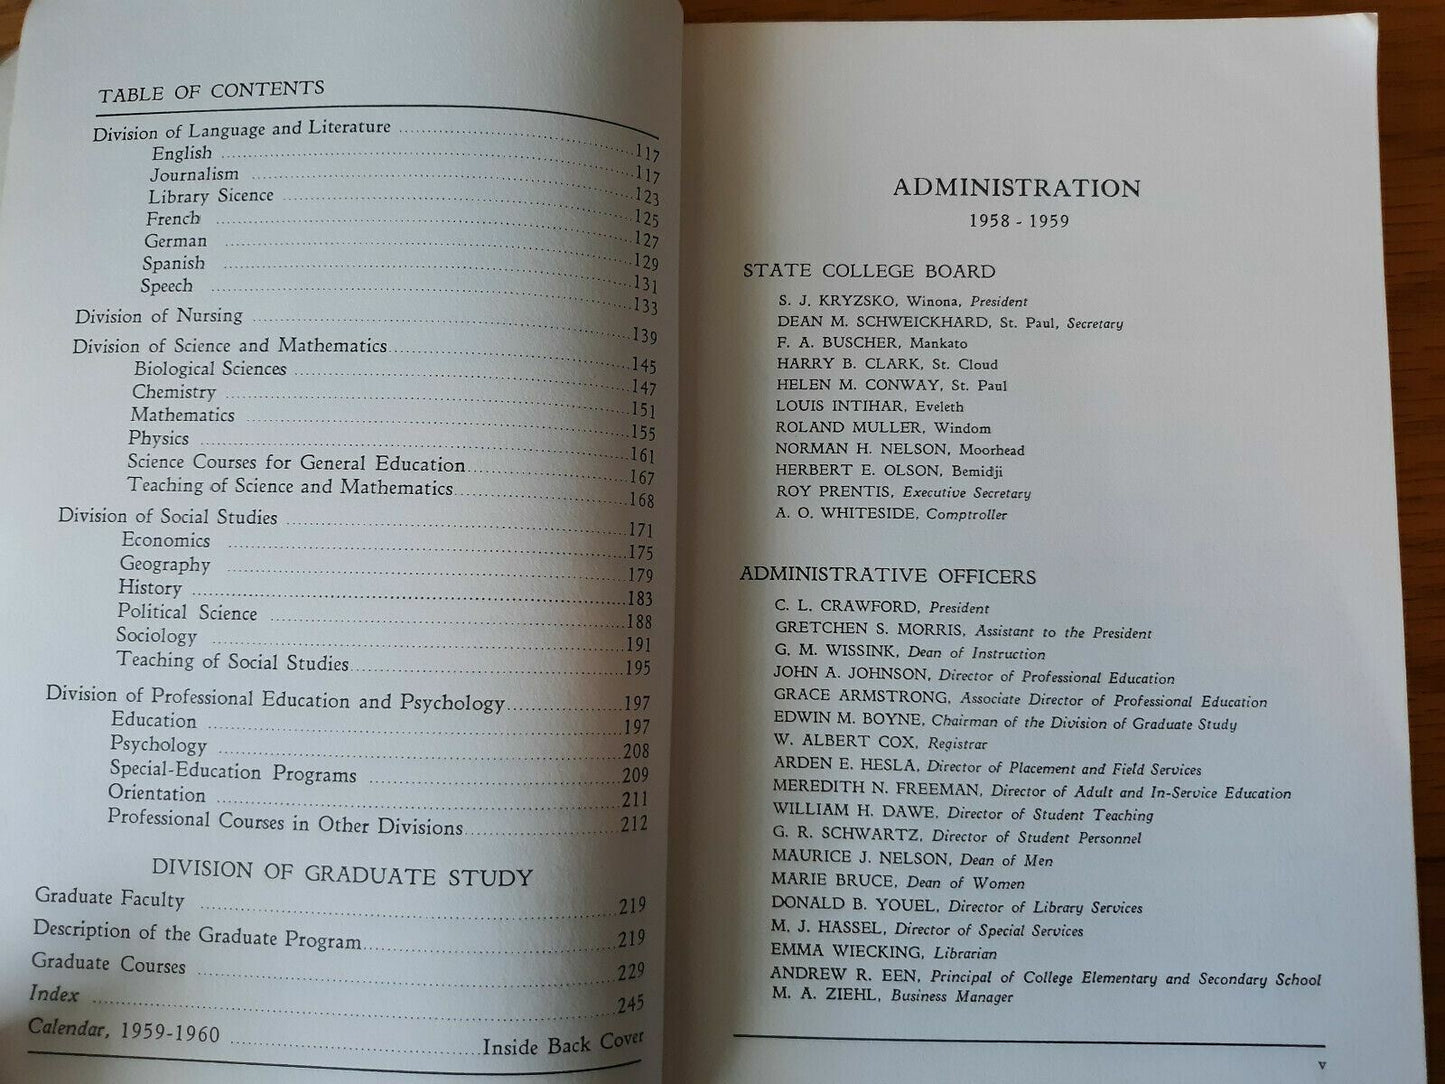 TABLE OF CONTENTS
Division of Language and Literature ........ 117
English ........ 117
Journalism ........ 123
Library Sicence ........ 125
French ........ 127
German ........ 129
Spanish ........ 131
Speech ........ 133
Division of Nursing ........ 139
Division of Science and Mathematics ........ 145
Biological Sciences ........ 147
Chemistry ........ 151
Mathematics ........ 155
Physics ........ 161
Science Courses for General Education ........ 167
Teaching of Science and Mathematics ........ 168
Division of Social Studies ........ 171
Economics ........ 175
Geography ........ 179
History ........ 183
Political Science ........ 188
Sociology ........ 191
Teaching of Social Studies ........ 195
Division of Professional Education and Psychology ........ 197
Education ........ 197
Psychology ........ 208
Special-Education Programs ........ 209
Orientation ........ 211
Professional Courses in Other Divisions ........ 212
DIVISION OF GRADUATE STUDY
Graduate Faculty ........ 219
Description of the Graduate Program ........ 219
Graduate Courses ........ 229
Index ........ 245
Calendar, 1959-1960 ........ Inside Back Cover
ADMINISTRATION
1958 - 1959
STATE COLLEGE BOARD
S. J. KRYZSKO, Winona, President
DEAN M. SCHWEICKHARD, St. Paul, Secretary
F. A. BUSCHER, Mankato
HARRY B. CLARK, St. Cloud
HELEN M. CONWAY, St. Paul
LOUIS INTIHAR, Eveleth
ROLAND MULLER, Windom
NORMAN H. NELSON, Moorhead
HERBERT E. OLSON, Bemidji
ROY PRENTIS, Executive Secretary
A. O. WHITESIDE, Comptroller
ADMINISTRATIVE OFFICERS
C. L. CRAWFORD, President
GRETCHEN S. MORRIS, Assistant to the President
G. M. WISSINK, Dean of Instruction
JOHN A. JOHNSON, Director of Professional Education
GRACE ARMSTRONG, Associate Director of Professional Education
EDWIN M. BOYNE, Chairman of the Division of Graduate Study
W. ALBERT COX, Registrar
ARDEN E. HESLA, Director of Placement and Field Services
MEREDITH N. FREEMAN, Director of Adult and In-Service Education
WILLIAM H. DAWE, Director of Student Teaching
G. R. SCHWARTZ, Director of Student Personnel
MAURICE J. NELSON, Dean of Men
MARIE BRUCE, Dean of Women
DONALD B. YOUEL, Director of Library Services
M. J. HASSEL, Director of Special Services
EMMA WIECKING, Librarian
ANDREW R. EEN, Principal of College Elementary and Secondary School
M. A. ZIEHL, Business Manager
v